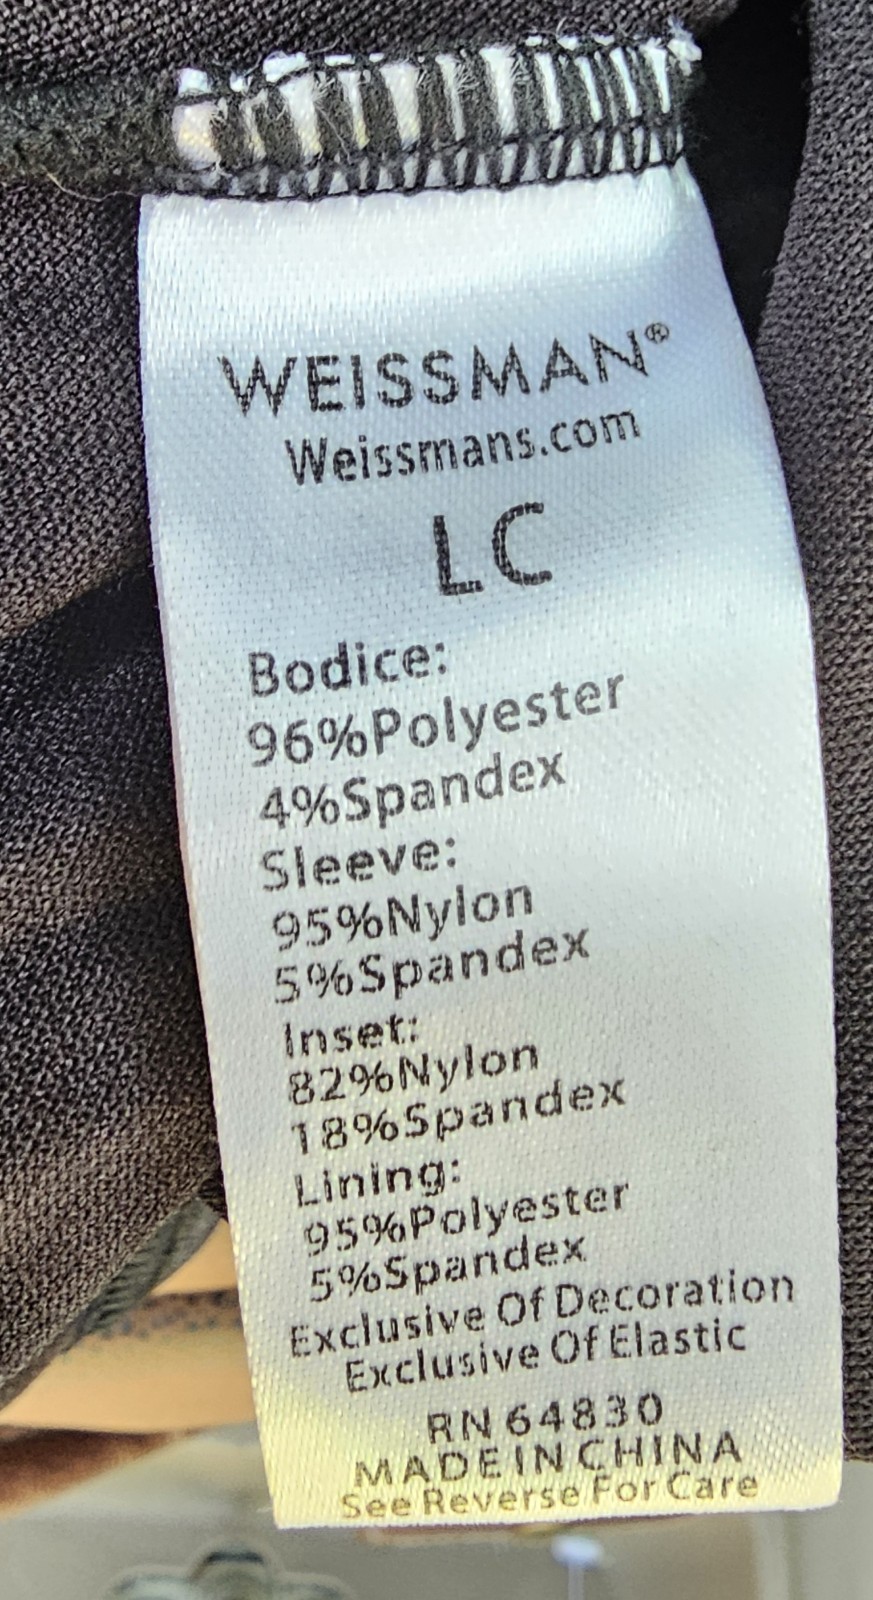 WEISSMAN®
Weissmans.com
LC
Bodice:
96%Polyester
4%Spandex
Sleeve:
95%Nylon
5%Spandex
Inset:
82%Nylon
18%Spandex
Lining:
95%Polyester
5%Spandex
Exclusive Of Decoration
Exclusive Of Elastic
RN 64830
MADE IN CHINA
See Reverse For Care